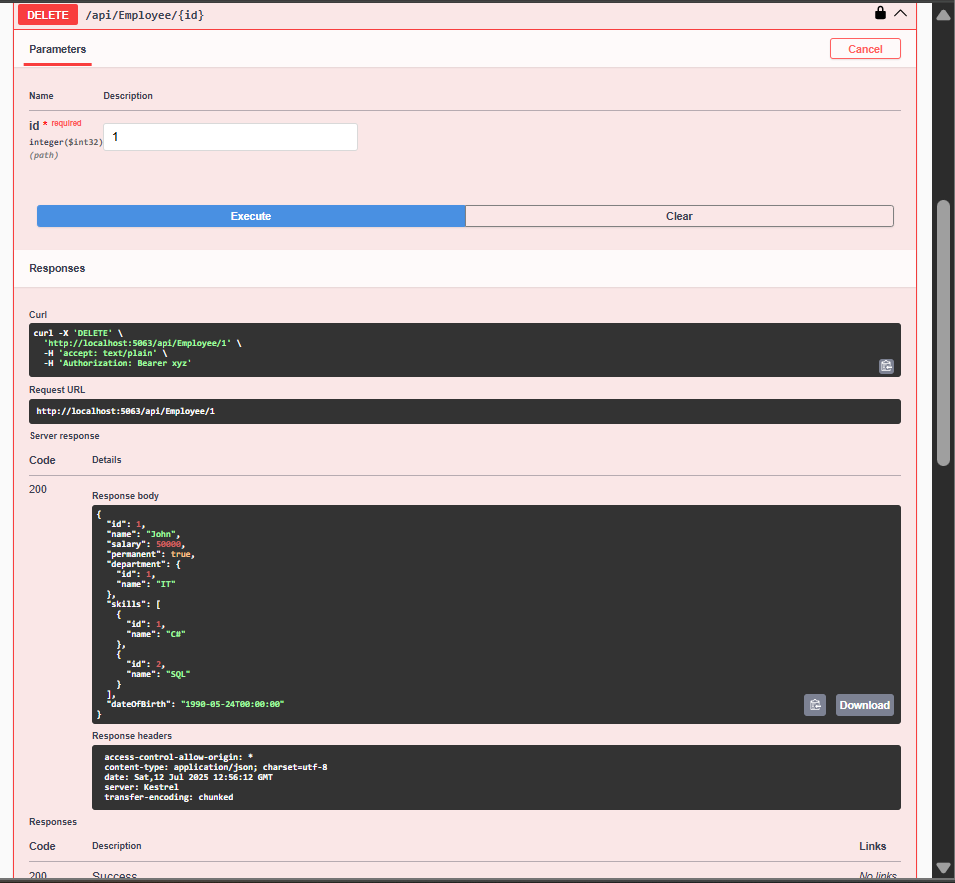 DELETE /api/Employee/{id}
Parameters Cancel
Name Description
id * required
integer($int32)
(path)
1
Execute Clear
Responses
Curl
curl -X 'DELETE' \
'http://localhost:5063/api/Employee/1' \
-H 'accept: text/plain' \
-H 'Authorization: Bearer xyz'
Request URL
http://localhost:5063/api/Employee/1
Server response
Code Details
200
Response body
{
"id": 1,
"name": "John",
"salary": 50000,
"permanent": true,
"department": {
"id": 1,
"name": "IT"
},
"skills": [
{
"id": 1,
"name": "C#"
},
{
"id": 2,
"name": "SQL"
}
],
"dateOfBirth": "1990-05-24T00:00:00"
}
Download
Response headers
access-control-allow-origin: *
content-type: application/json; charset=utf-8
date: Sat,12 Jul 2025 12:56:12 GMT
server: Kestrel
transfer-encoding: chunked
Responses
Code Description Links
200 Success No links